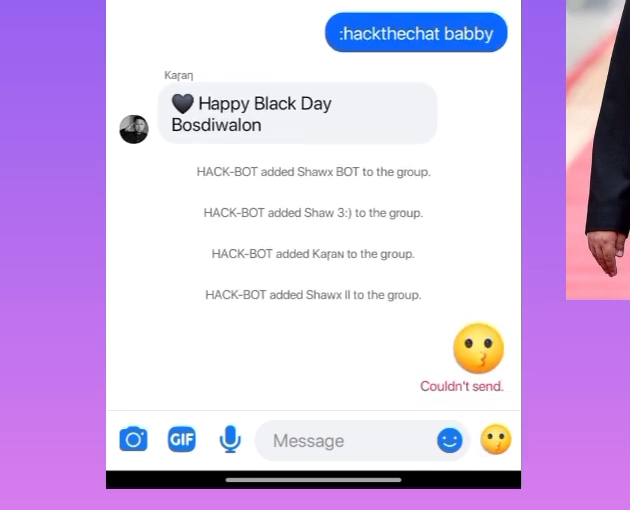 :hackthechat babby
Kaʈaɳ
🖤 Happy Black Day
Bosdiwalon
HACK-BOT added Shawx BOT to the group.
HACK-BOT added Shaw 3:) to the group.
HACK-BOT added Kaʈaɴ to the group.
HACK-BOT added Shawx II to the group.
Couldn't send.
GIF
Message